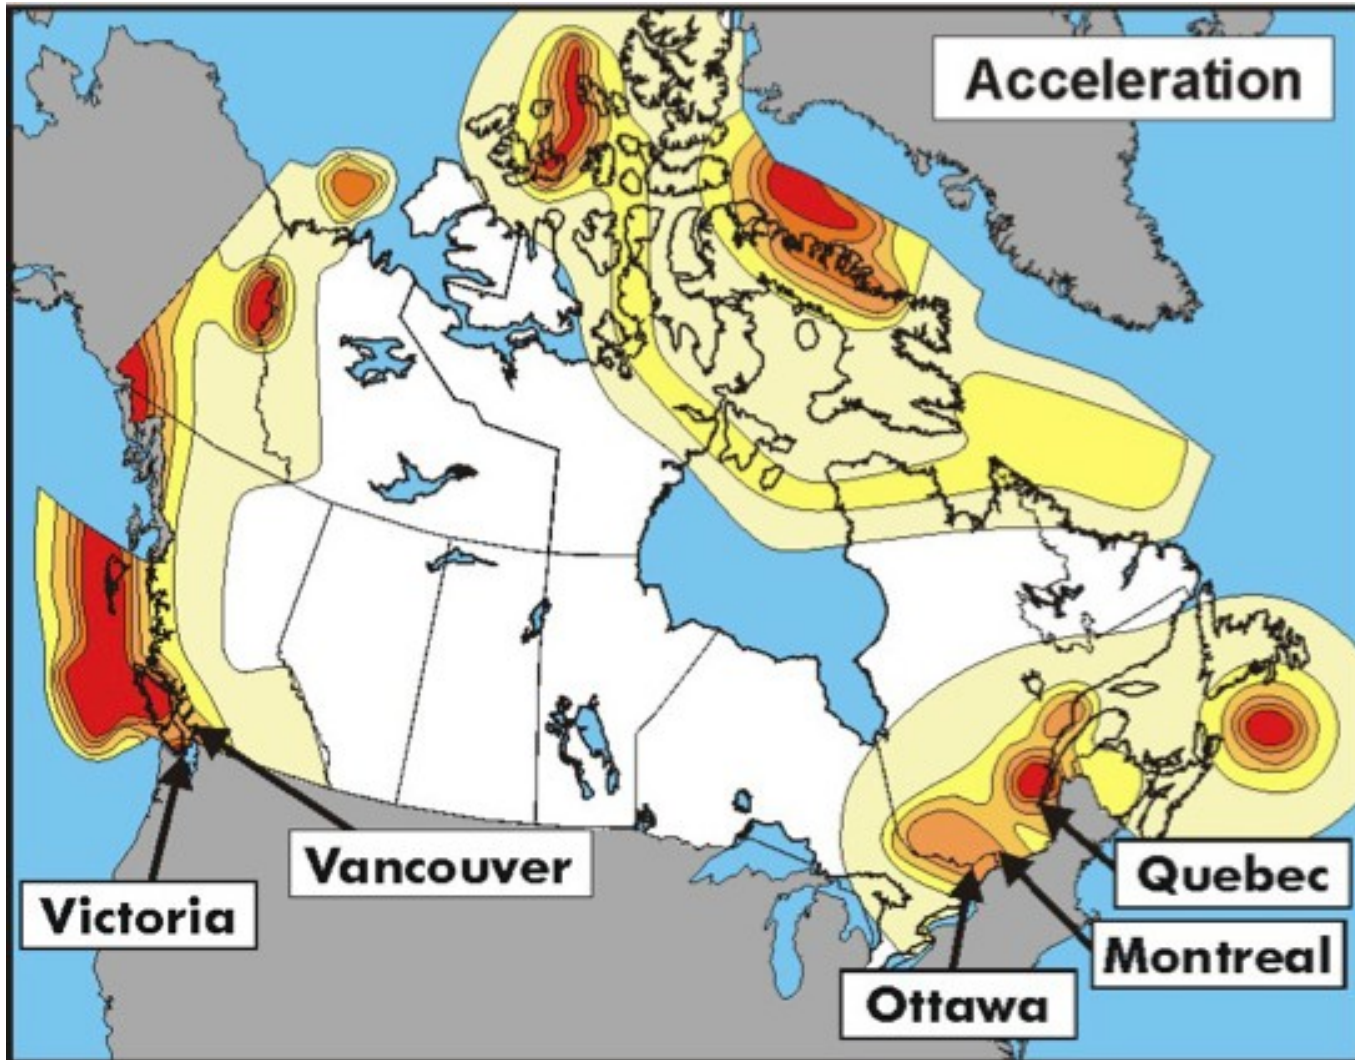 Acceleration
Vancouver
Victoria
Quebec
Montreal
Ottawa